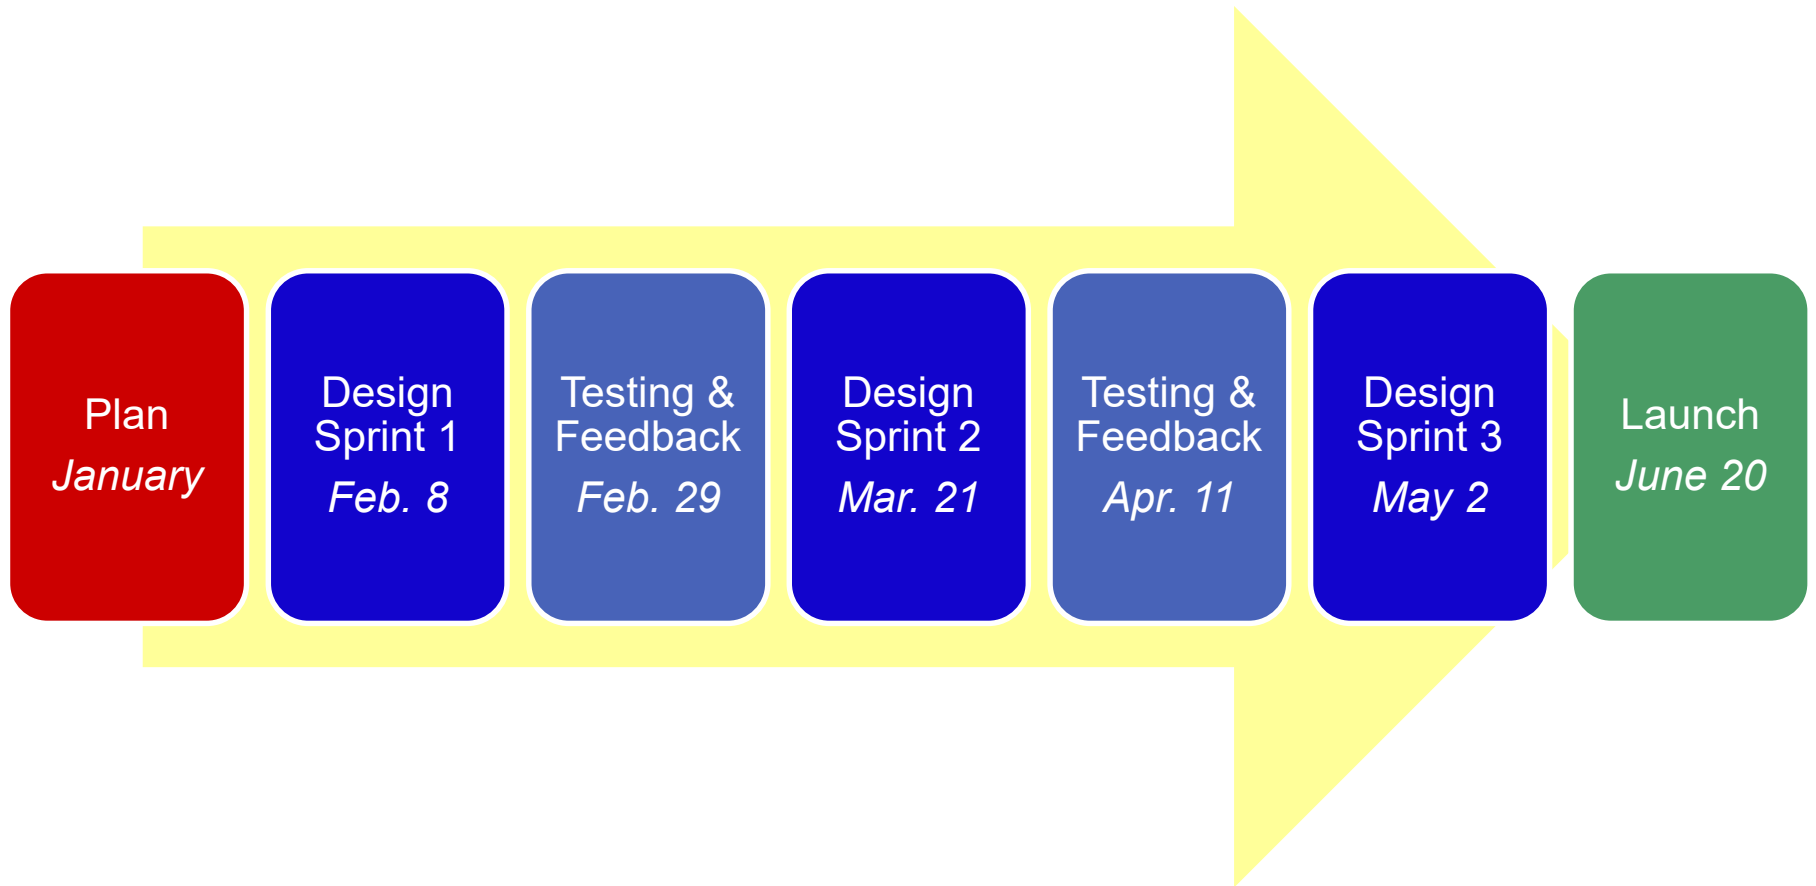 Plan
January
Design
Sprint 1
Feb. 8
Testing &
Feedback
Feb. 29
Design
Sprint 2
Mar. 21
Testing &
Feedback
Apr. 11
Design
Sprint 3
May 2
Launch
June 20